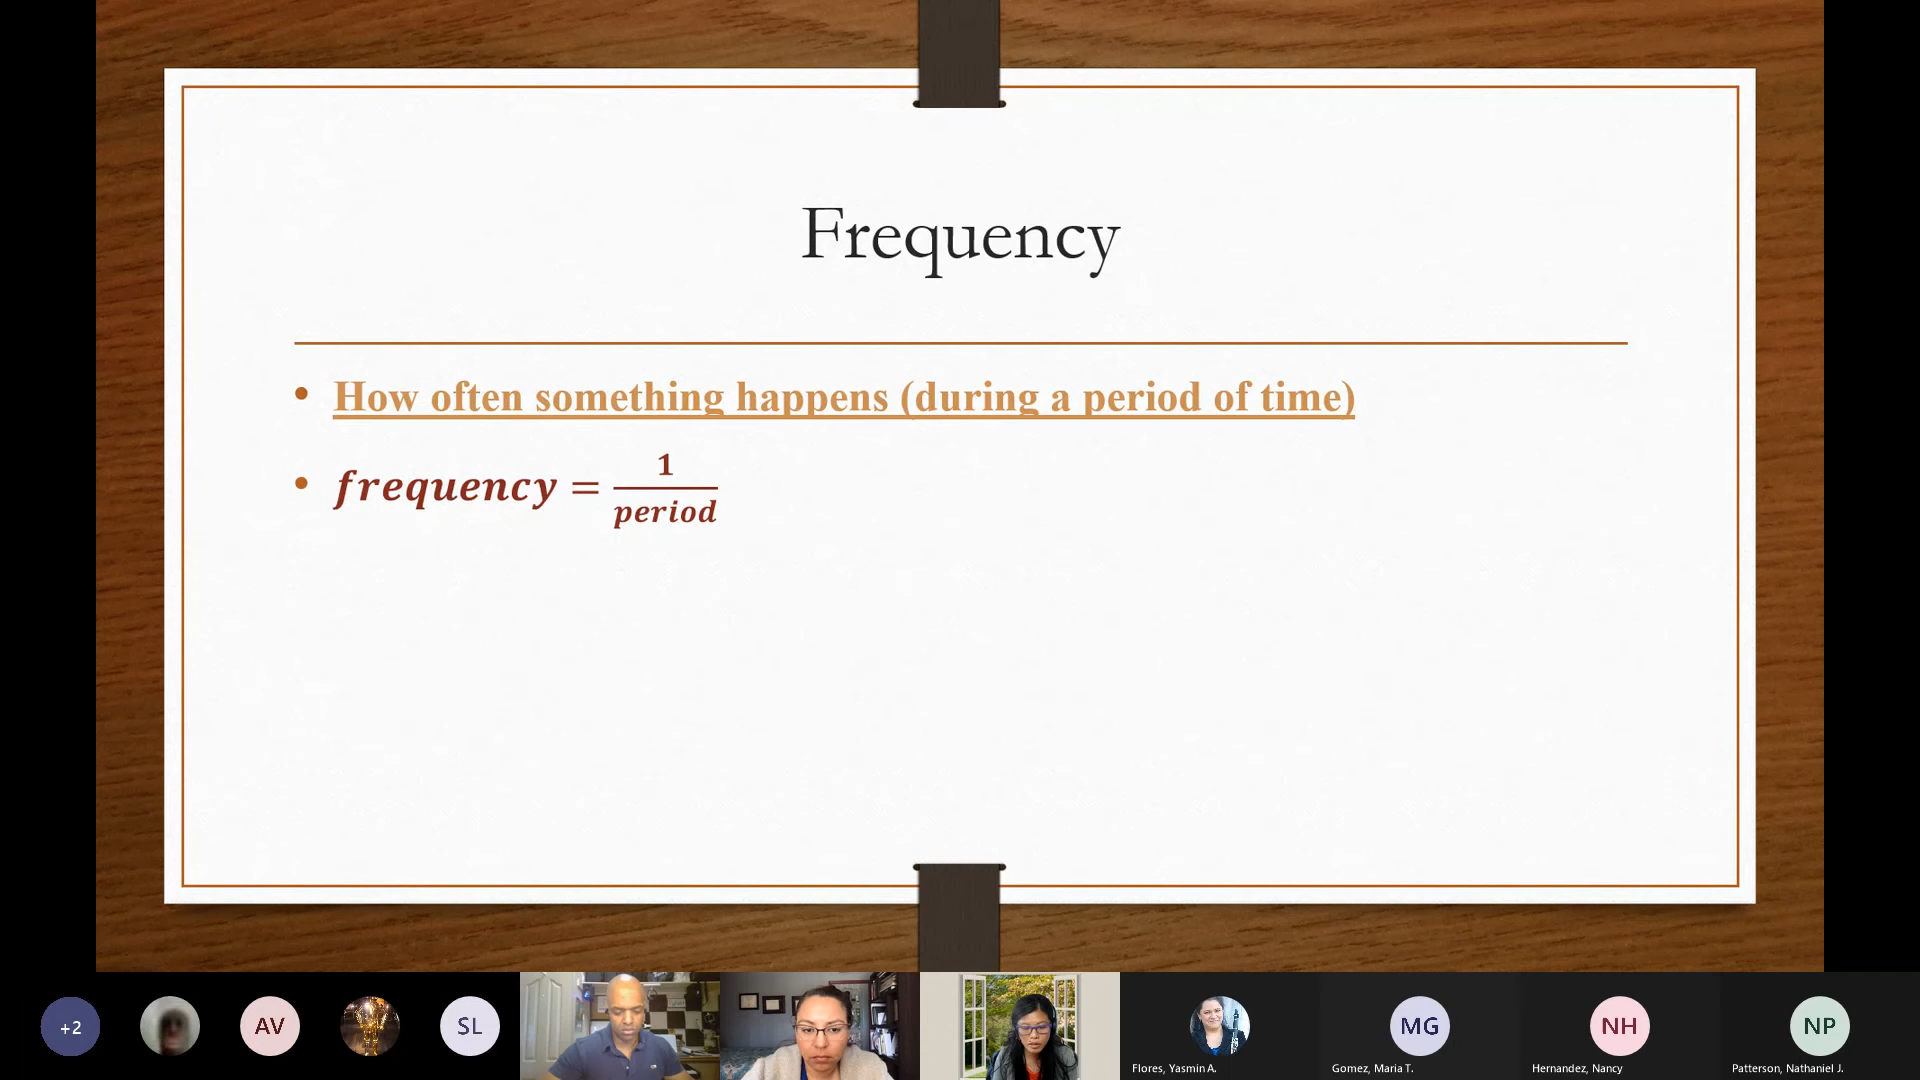 Frequency
• How often something happens (during a period of time)
• frequency = 1/period
+2
AV
SL
MG
NH
NP
Flores, Yasmin A.
Gomez, Maria T.
Hernandez, Nancy
Patterson, Nathaniel J.